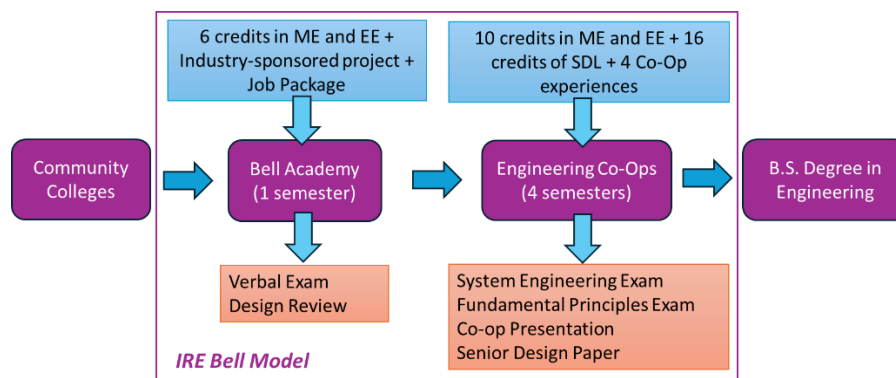 6 credits in ME and EE +
Industry-sponsored project +
Job Package
10 credits in ME and EE + 16
credits of SDL + 4 Co-Op
experiences
Community
Colleges
Bell Academy
(1 semester)
Engineering Co-Ops
(4 semesters)
B.S. Degree in
Engineering
Verbal Exam
Design Review
System Engineering Exam
Fundamental Principles Exam
Co-op Presentation
Senior Design Paper
IRE Bell Model